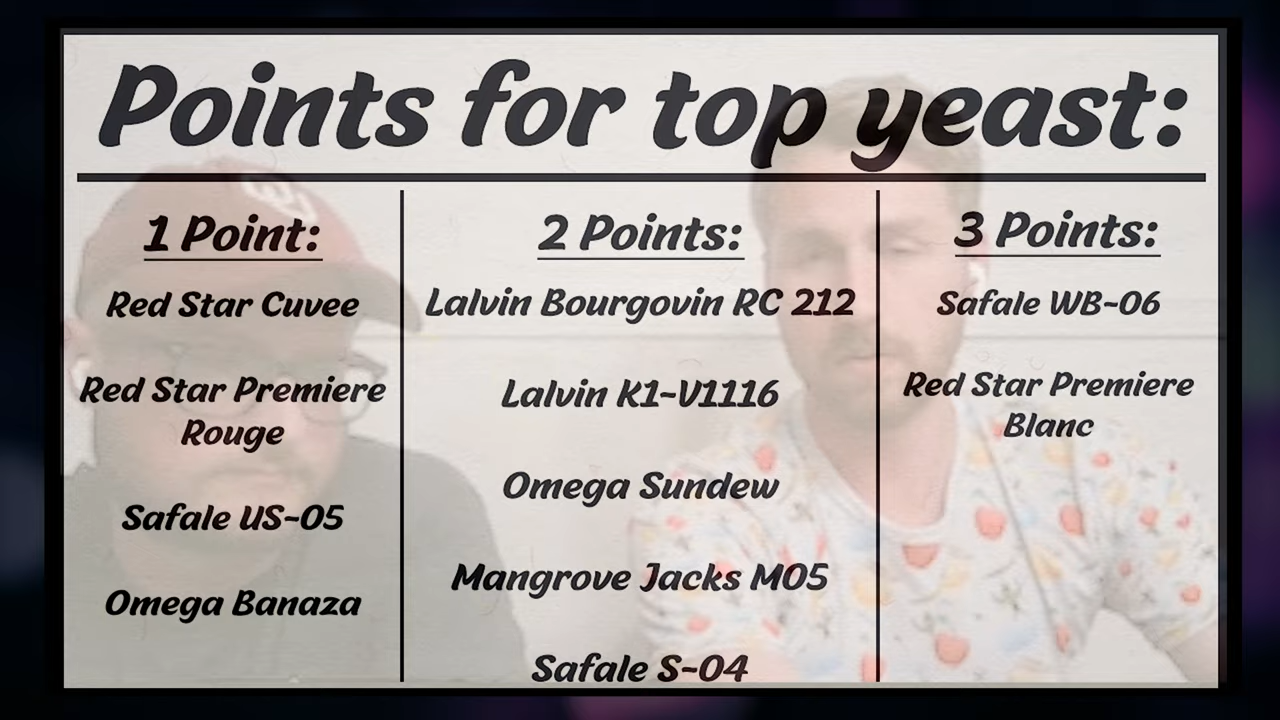 Points for top yeast:
1 Point:
Red Star Cuvee
Red Star Premiere
Rouge
Safale US-05
Omega Banaza
2 Points:
Lalvin Bourgovin RC 212
Lalvin K1-V1116
Omega Sundew
Mangrove Jacks M05
Safale S-04
3 Points:
Safale WB-06
Red Star Premiere
Blanc